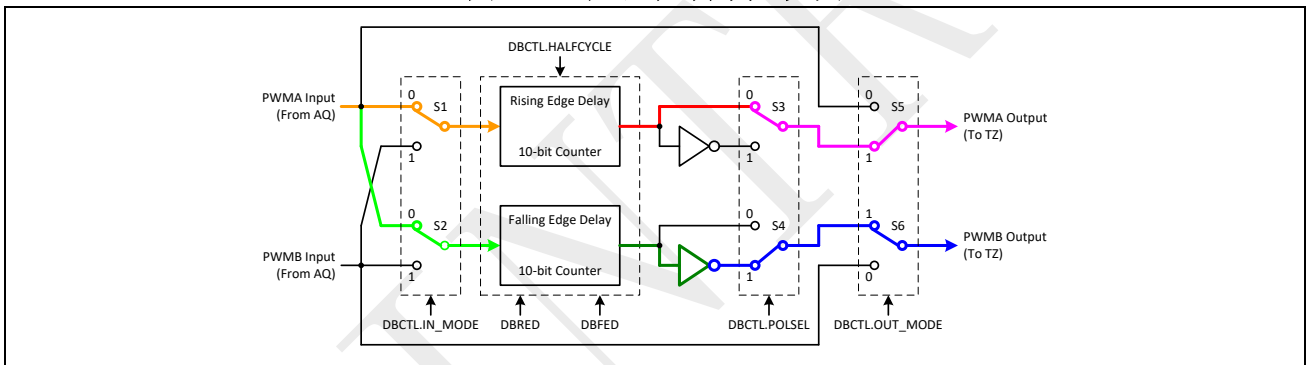 DBCTL.HALFCYCLE
PWMA Input
(From AQ)
0
S1
1
Rising Edge Delay
10-bit Counter
0
S3
1
0
S5
1
PWMA Output
(To TZ)
0
S2
1
PWMB Input
(From AQ)
Falling Edge Delay
10-bit Counter
0
S4
1
1
S6
0
PWMB Output
(To TZ)
DBCTL.IN_MODE
DBRED
DBFED
DBCTL.POLSEL
DBCTL.OUT_MODE